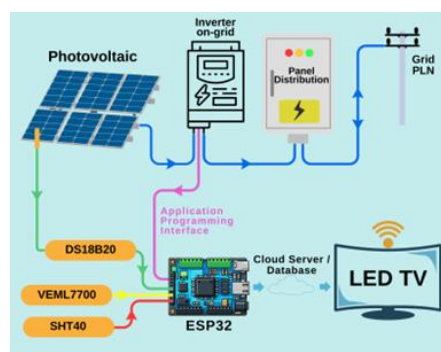 Inverter
on-grid
Photovoltaic
Panel
Distribution
Grid
PLN
Application
Programming
Interface
DS18B20
Cloud Server /
Database
VEML7700
LED TV
SHT40
ESP32